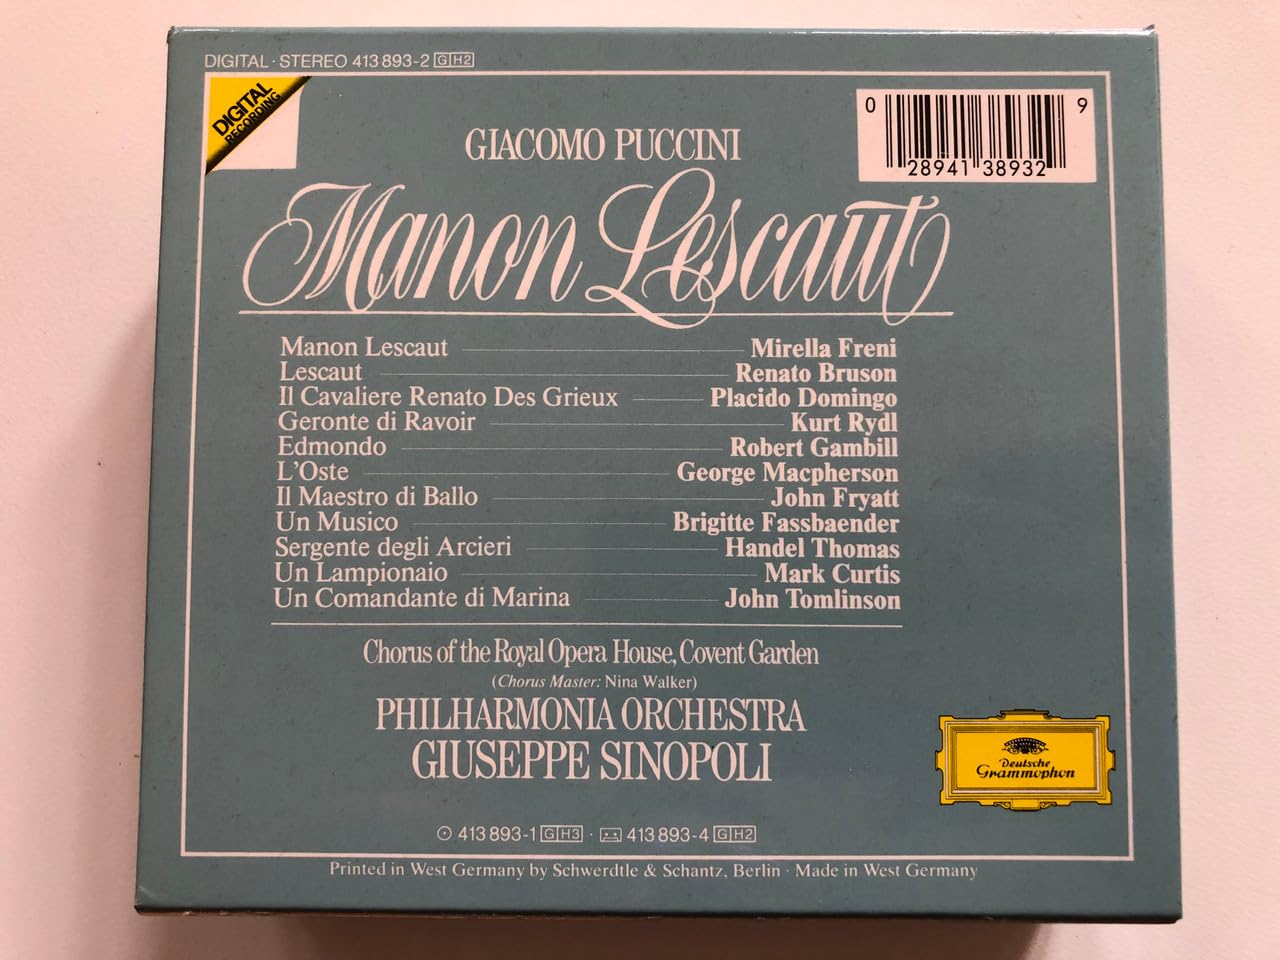 DIGITAL · STEREO 413 893-2 GH2
DIGITAL
RECORDING
0 28941 38932 9
GIACOMO PUCCINI
Manon Lescaut
Manon Lescaut Mirella Freni
Lescaut Renato Bruson
Il Cavaliere Renato Des Grieux Placido Domingo
Geronte di Ravoir Kurt Rydl
Edmondo Robert Gambill
L'Oste George Macpherson
Il Maestro di Ballo John Fryatt
Un Musico Brigitte Fassbaender
Sergente degli Arcieri Handel Thomas
Un Lampionaio Mark Curtis
Un Comandante di Marina John Tomlinson
Chorus of the Royal Opera House, Covent Garden
(Chorus Master: Nina Walker)
PHILHARMONIA ORCHESTRA
GIUSEPPE SINOPOLI
Deutsche
Grammophon
413 893-1 GH3 · 413 893-4 GH2
Printed in West Germany by Schwerdtle & Schantz, Berlin · Made in West Germany